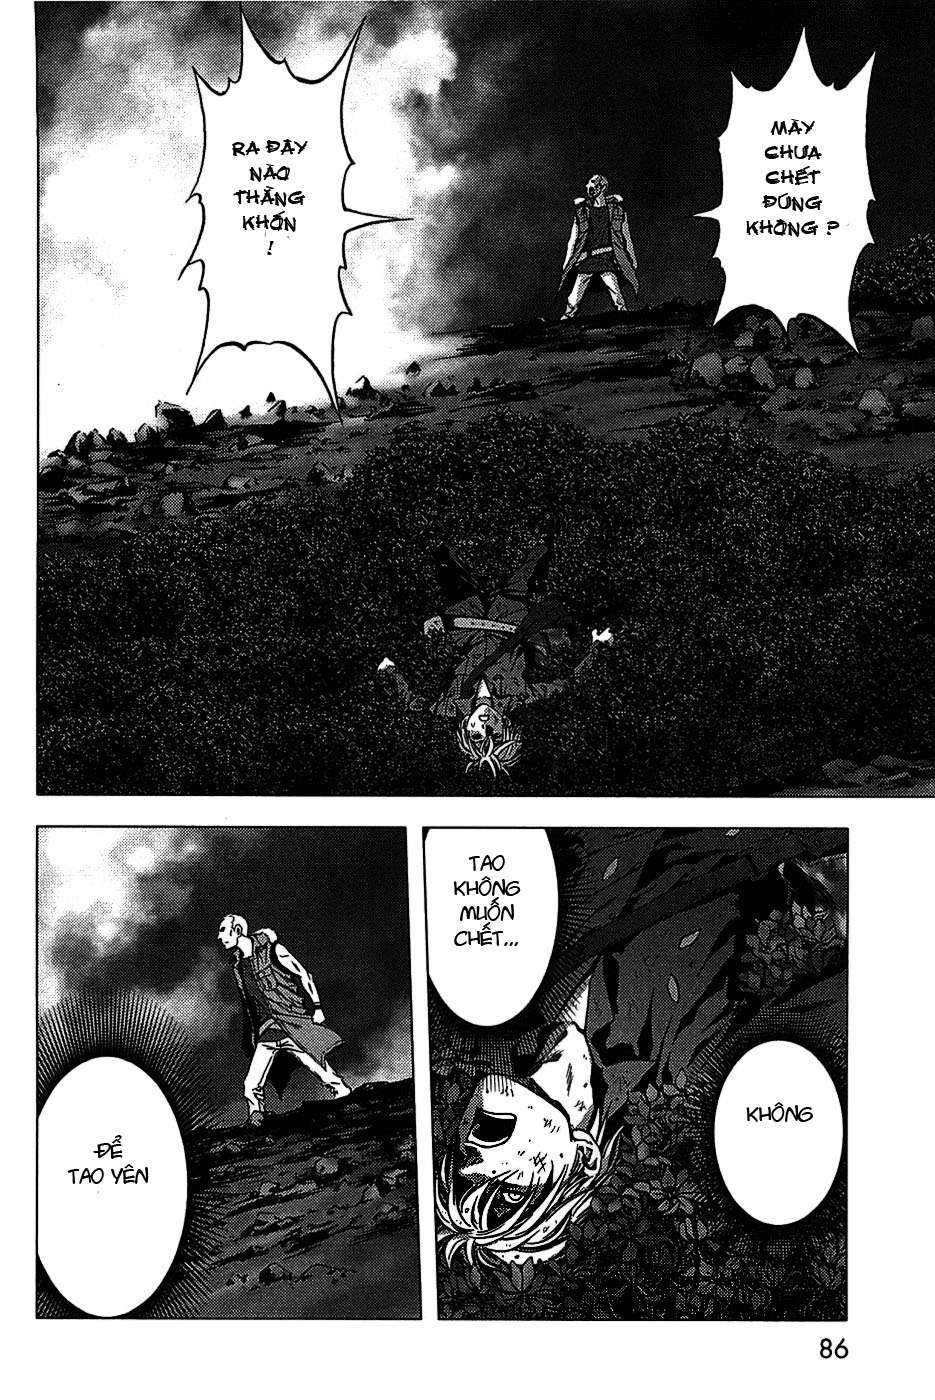 MÀY
CHƯA
CHẾT
ĐÚNG
KHÔNG ?
RA ĐÂY
NÀO
THẰNG
KHỐN
!
TAO
KHÔNG
MUỐN
CHẾT...
KHÔNG
ĐỂ
TAO YÊN
86